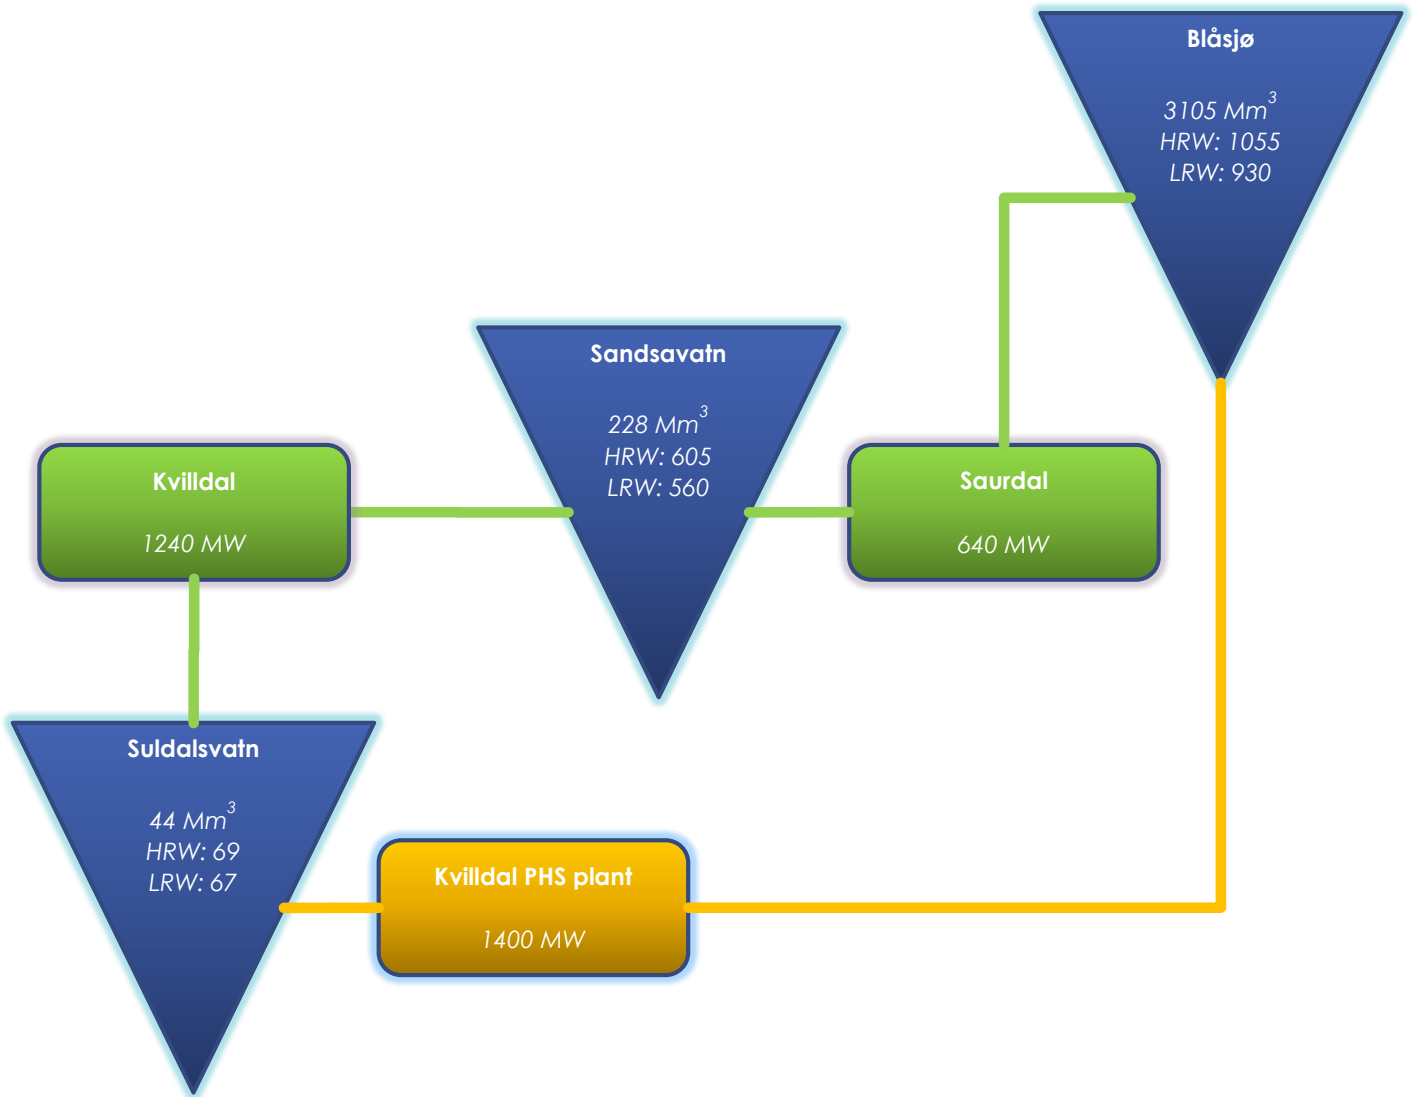 Blåsjø
3105 Mm³
HRW: 1055
LRW: 930
Sandsavatn
228 Mm³
HRW: 605
LRW: 560
Kvilldal
1240 MW
Saurdal
640 MW
Suldalsvatn
44 Mm³
HRW: 69
LRW: 67
Kvilldal PHS plant
1400 MW